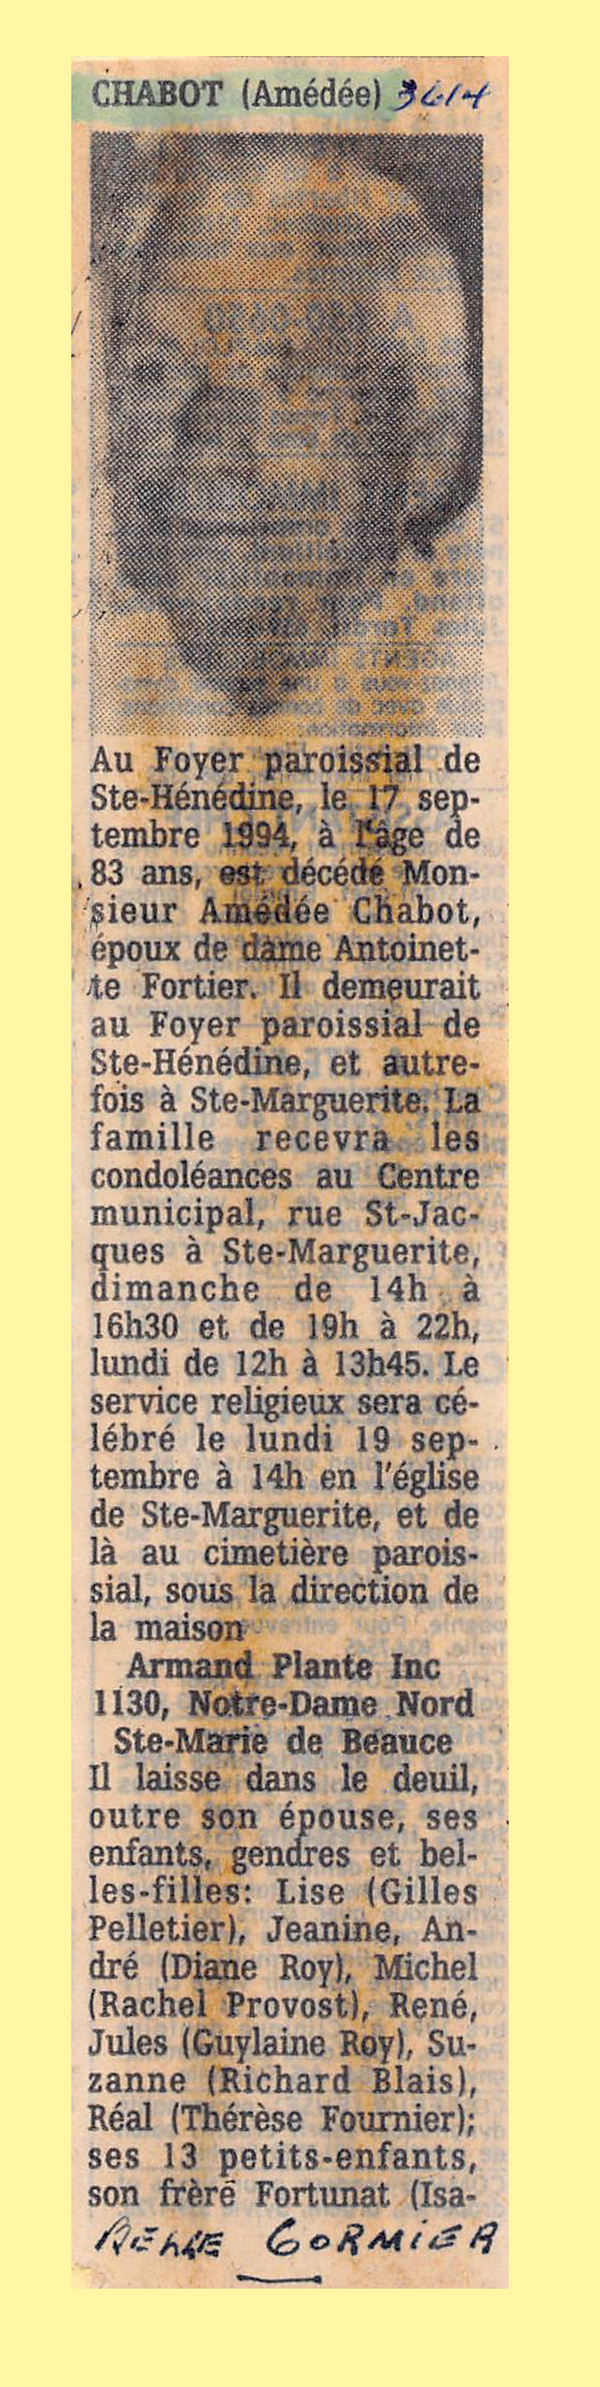 CHABOT (Amédée) 3614
Au Foyer paroissial de
Ste-Hénédine, le 17 sep-
tembre 1994, à l'âge de
83 ans, est décédé Mon-
sieur Amédée Chabot,
époux de dame Antoinet-
te Fortier. Il demeurait
au Foyer paroissial de
Ste-Hénédine, et autre-
fois à Ste-Marguerite. La
famille recevra les
condoléances au Centre
municipal, rue St-Jac-
ques à Ste-Marguerite,
dimanche de 14h à
16h30 et de 19h à 22h,
lundi de 12h à 13h45. Le
service religieux sera cé-
lébré le lundi 19 sep-
tembre à 14h en l'église
de Ste-Marguerite, et de
là au cimetière parois-
sial, sous la direction de
la maison
Armand Plante Inc
1130, Notre-Dame Nord
Ste-Marie de Beauce
Il laisse dans le deuil,
outre son épouse, ses
enfants, gendres et bel-
les-filles: Lise (Gilles
Pelletier), Jeanine, An-
dré (Diane Roy), Michel
(Rachel Provost), René,
Jules (Guylaine Roy), Su-
zanne (Richard Blais),
Réal (Thérèse Fournier);
ses 13 petits-enfants,
son frère Fortunat (Isa-
BELLE CORMIER